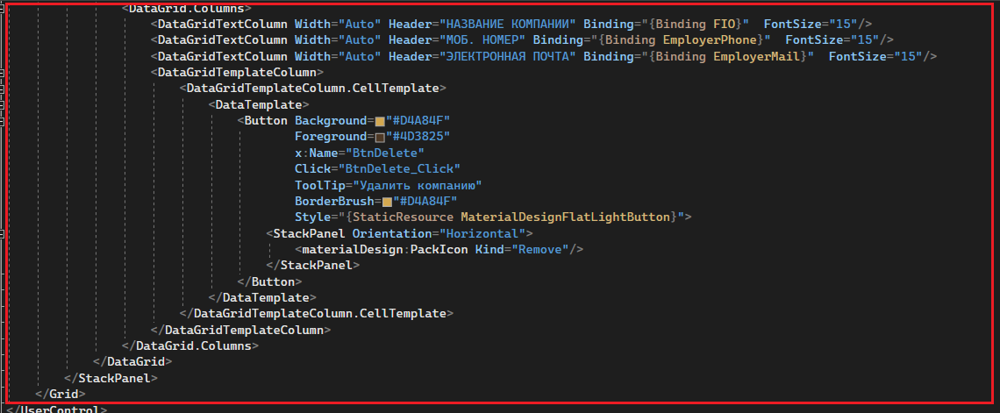 <DataGrid.Columns>
<DataGridTextColumn Width="Auto" Header="НАЗВАНИЕ КОМПАНИИ" Binding="{Binding FIO}"  FontSize="15"/>
<DataGridTextColumn Width="Auto" Header="МОБ. НОМЕР" Binding="{Binding EmployerPhone}"  FontSize="15"/>
<DataGridTextColumn Width="Auto" Header="ЭЛЕКТРОННАЯ ПОЧТА" Binding="{Binding EmployerMail}"  FontSize="15"/>
<DataGridTemplateColumn>
<DataGridTemplateColumn.CellTemplate>
<DataTemplate>
<Button Background="#D4A84F"
Foreground="#4D3825"
x:Name="BtnDelete"
Click="BtnDelete_Click"
ToolTip="Удалить компанию"
BorderBrush="#D4A84F"
Style="{StaticResource MaterialDesignFlatLightButton}">
<StackPanel Orientation="Horizontal">
<materialDesign:PackIcon Kind="Remove"/>
</StackPanel>
</Button>
</DataTemplate>
</DataGridTemplateColumn.CellTemplate>
</DataGridTemplateColumn>
</DataGrid.Columns>
</DataGrid>
</StackPanel>
</Grid>
</UserControl>